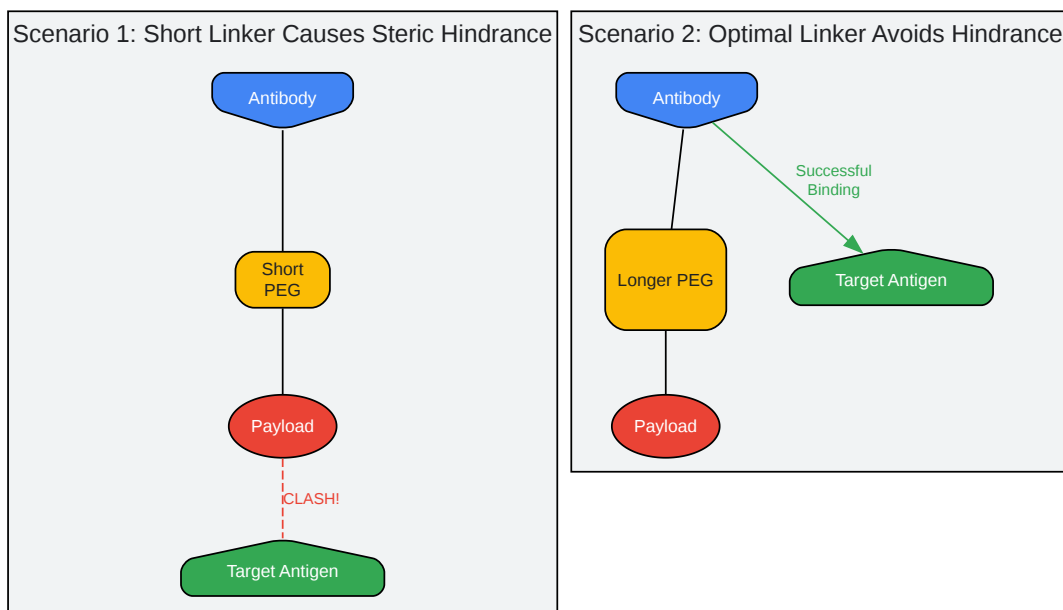 Scenario 1: Short Linker Causes Steric Hindrance
Antibody
Short
PEG
Payload
CLASH!
Target Antigen
Scenario 2: Optimal Linker Avoids Hindrance
Antibody
Successful
Binding
Longer PEG
Target Antigen
Payload